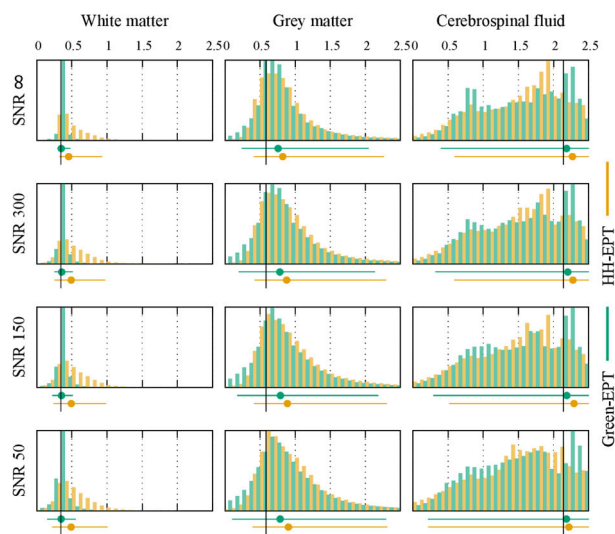 White matter Grey matter Cerebrospinal fluid
0 0.5 1 1.5 2 2.5 0.5 1 1.5 2 2.5 0.5 1 1.5 2 2.5
SNR ∞
SNR 300
SNR 150
SNR 50
HH-EPT
Green-EPT